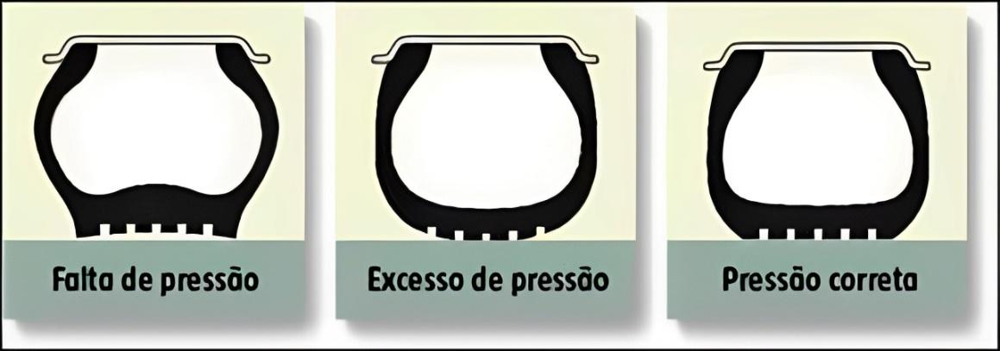 Falta de pressão
Excesso de pressão
Pressão correta